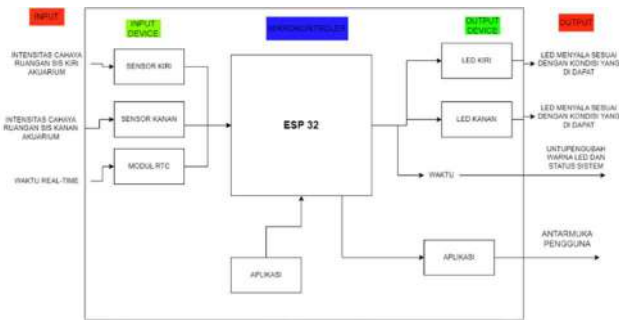 INPUT
INPUT
DEVICE
MIKROKONTROLER
OUTPUT
DEVICE
OUTPUT
INTENSITAS CAHAYA
RUANGAN SIS KIRI
AKUARIUM
SENSOR KIRI
LED KIRI
LED MENYALA SESUAI
DENGAN KONDISI YANG
DI DAPAT
INTENSITAS CAHAYA
RUANGAN SIS KANAN
AKUARIUM
SENSOR KANAN
ESP 32
LED KANAN
LED MENYALA SESUAI
DENGAN KONDISI YANG
DI DAPAT
WAKTU REAL-TIME
MODUL RTC
WAKTU
UNTUPENGUBAH
WARNA LED DAN
STATUS SISTEM
APLIKASI
APLIKASI
ANTARMUKA
PENGGUNA